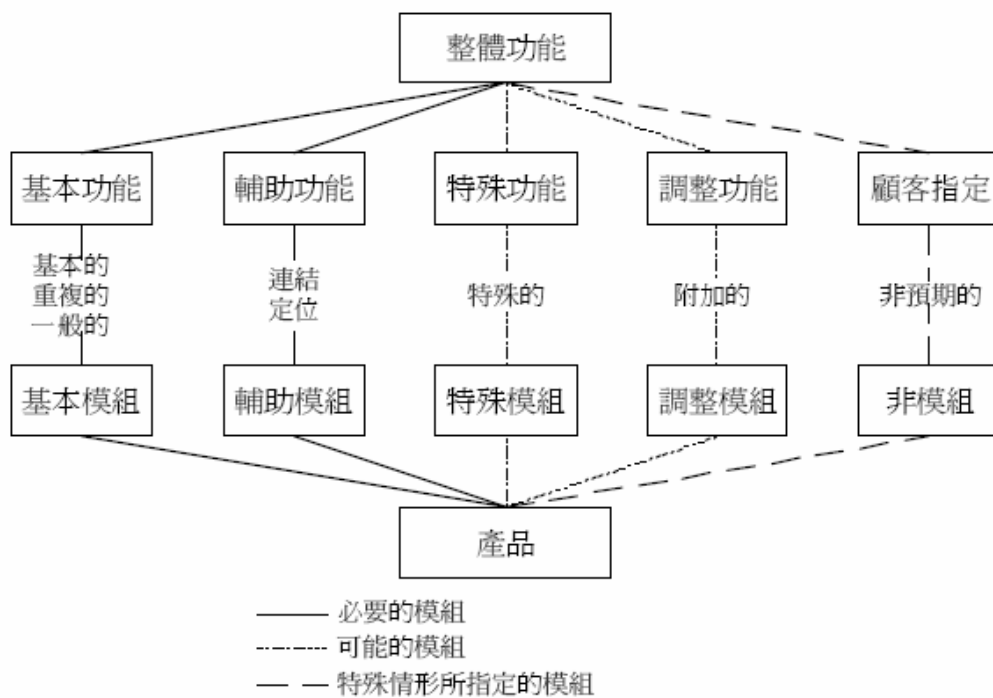 整體功能
基本功能
輔助功能
特殊功能
調整功能
顧客指定
基本的
重複的
一般的
連結
定位
特殊的
附加的
非預期的
基本模組
輔助模組
特殊模組
調整模組
非模組
產品
必要的模組
可能的模組
特殊情形所指定的模組